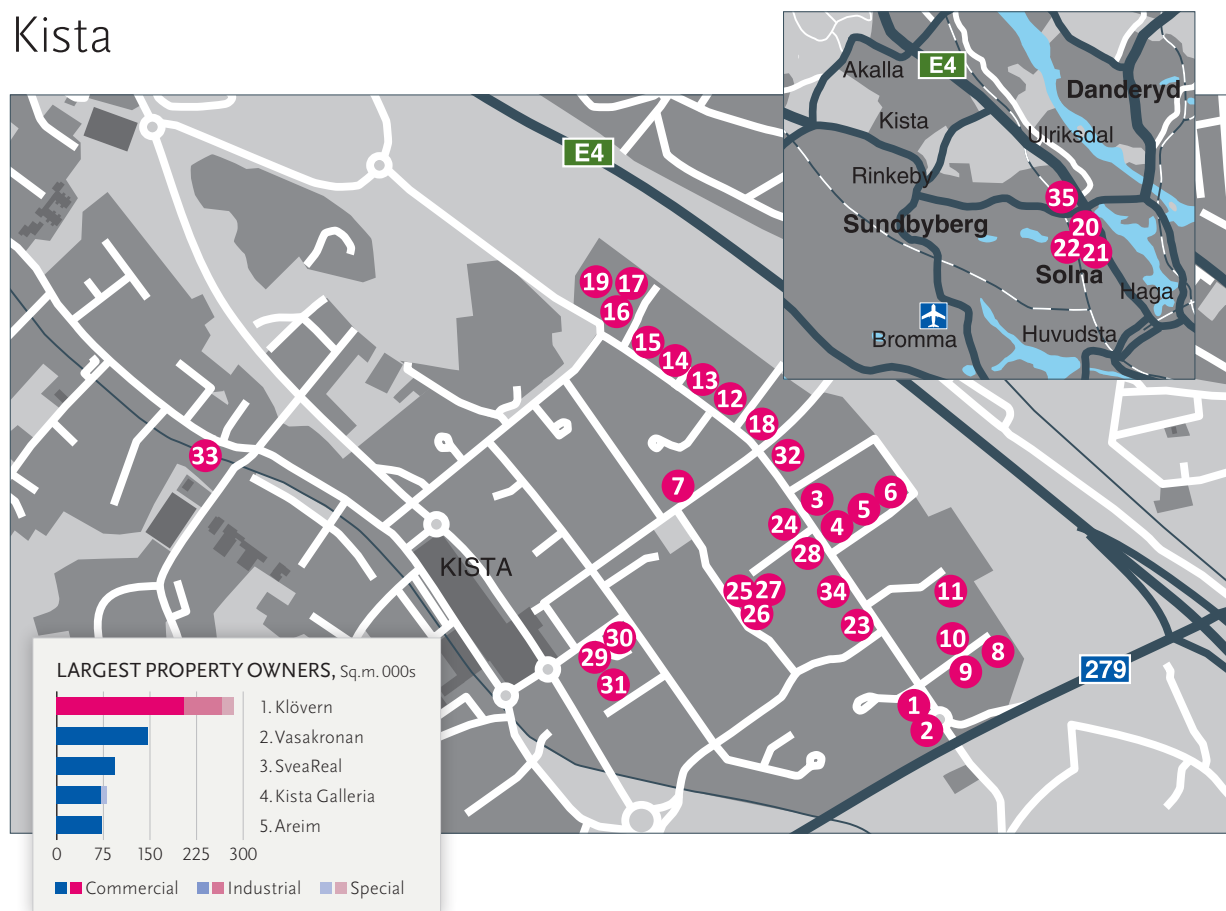 Kista
E4
Akalla
E4
Danderyd
Kista
Ulriksdal
Rinkeby
35
Sundbyberg
20
22
21
Solna
Haga
Bromma
Huvudsta
19
17
16
15
14
13
12
18
32
33
7
3
6
5
4
24
28
KISTA
25
27
26
34
11
23
30
29
31
10
8
9
279
1
2
LARGEST PROPERTY OWNERS, Sq.m. 000s
1. Klövern
2. Vasakronan
3. SveaReal
4. Kista Galleria
5. Areim
0 75 150 225 300
Commercial Industrial Special